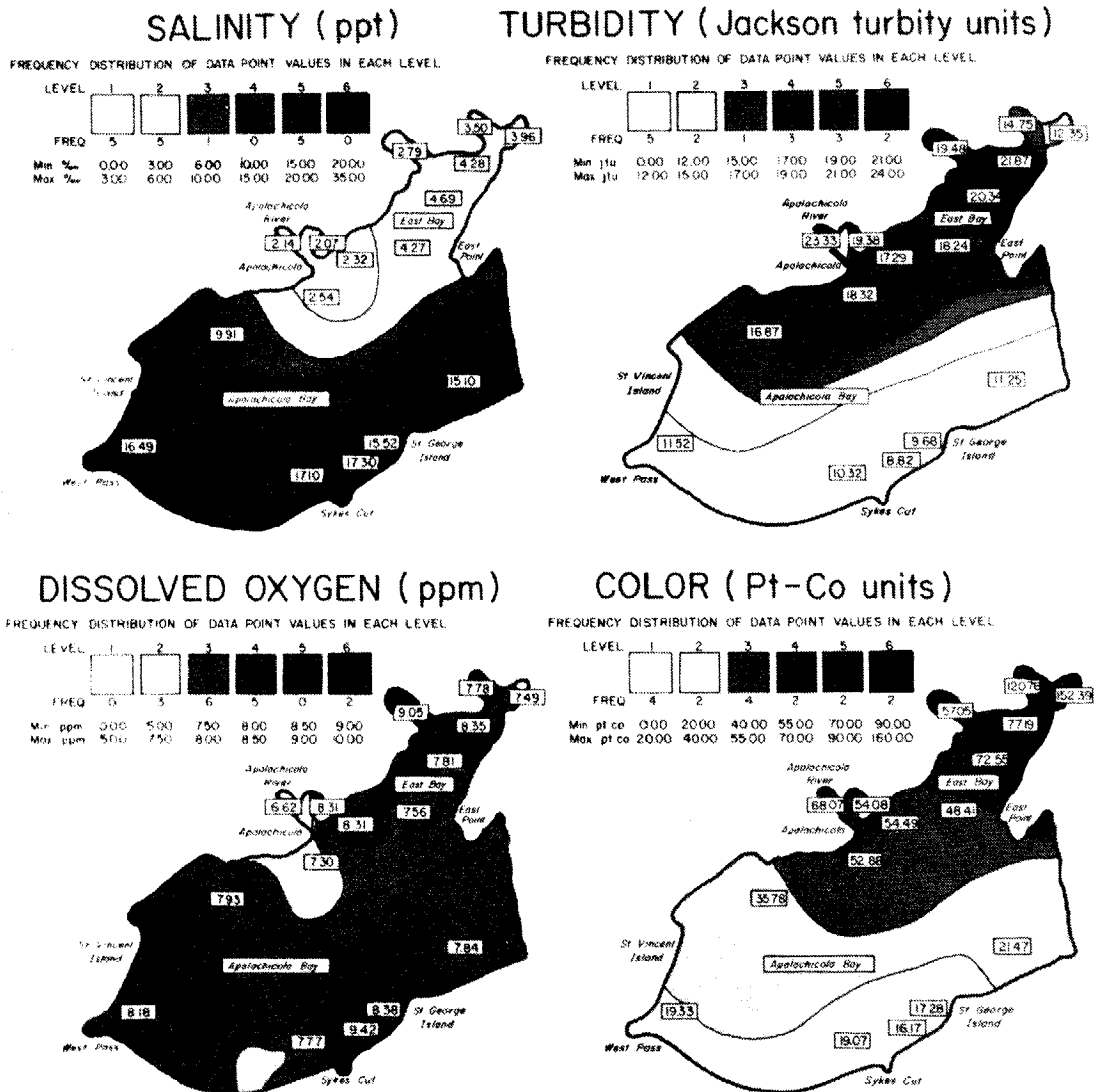 SALINITY (ppt)
FREQUENCY DISTRIBUTION OF DATA POINT VALUES IN EACH LEVEL
LEVEL 1 2 3 4 5 6
FREQ 5 5 1 0 5 0
Min ‰ 0.00 3.00 6.00 10.00 15.00 20.00
Max ‰ 3.00 6.00 10.00 15.00 20.00 35.00
3.50
3.96
2.79
4.28
4.69
Apalachicola
River
East Bay
2.14
2.07
4.27
2.32
East
Point
Apalachicola
2.54
9.91
St Vincent
Island
15.10
Apalachicola Bay
16.49
15.52
St George
Island
17.30
17.10
West Pass
Sykes Cut
TURBIDITY (Jackson turbity units)
FREQUENCY DISTRIBUTION OF DATA POINT VALUES IN EACH LEVEL
LEVEL 1 2 3 4 5 6
FREQ 5 2 1 3 3 2
Min jtu 0.00 12.00 15.00 17.00 19.00 21.00
Max jtu 12.00 15.00 17.00 19.00 21.00 24.00
14.75
12.35
19.48
21.87
20.34
Apalachicola
River
East Bay
23.33
19.38
18.24
East
Point
17.29
Apalachicola
18.32
16.87
St Vincent
Island
11.25
Apalachicola Bay
11.52
9.68
St George
Island
8.82
10.32
West Pass
Sykes Cut
DISSOLVED OXYGEN (ppm)
FREQUENCY DISTRIBUTION OF DATA POINT VALUES IN EACH LEVEL
LEVEL 1 2 3 4 5 6
FREQ 0 3 6 5 0 2
Min ppm 0.00 5.00 7.50 8.00 8.50 9.00
Max ppm 5.00 7.50 8.00 8.50 9.00 10.00
7.78
7.49
9.05
8.35
7.81
Apalachicola
River
East Bay
6.62
8.31
7.56
East
Point
8.31
Apalachicola
7.30
7.93
St Vincent
Island
7.84
Apalachicola Bay
8.18
8.38
St George
Island
9.42
7.77
West Pass
Sykes Cut
COLOR (Pt-Co units)
FREQUENCY DISTRIBUTION OF DATA POINT VALUES IN EACH LEVEL
LEVEL 1 2 3 4 5 6
FREQ 4 2 4 2 2 2
Min pt co 0.00 20.00 40.00 55.00 70.00 90.00
Max pt co 20.00 40.00 55.00 70.00 90.00 160.00
120.78
152.39
57.05
77.19
72.55
Apalachicola
River
East Bay
68.07
54.08
48.41
East
Point
54.49
Apalachicola
52.88
35.78
St Vincent
Island
21.47
Apalachicola Bay
19.33
17.28
St George
Island
16.17
19.07
West Pass
Sykes Cut